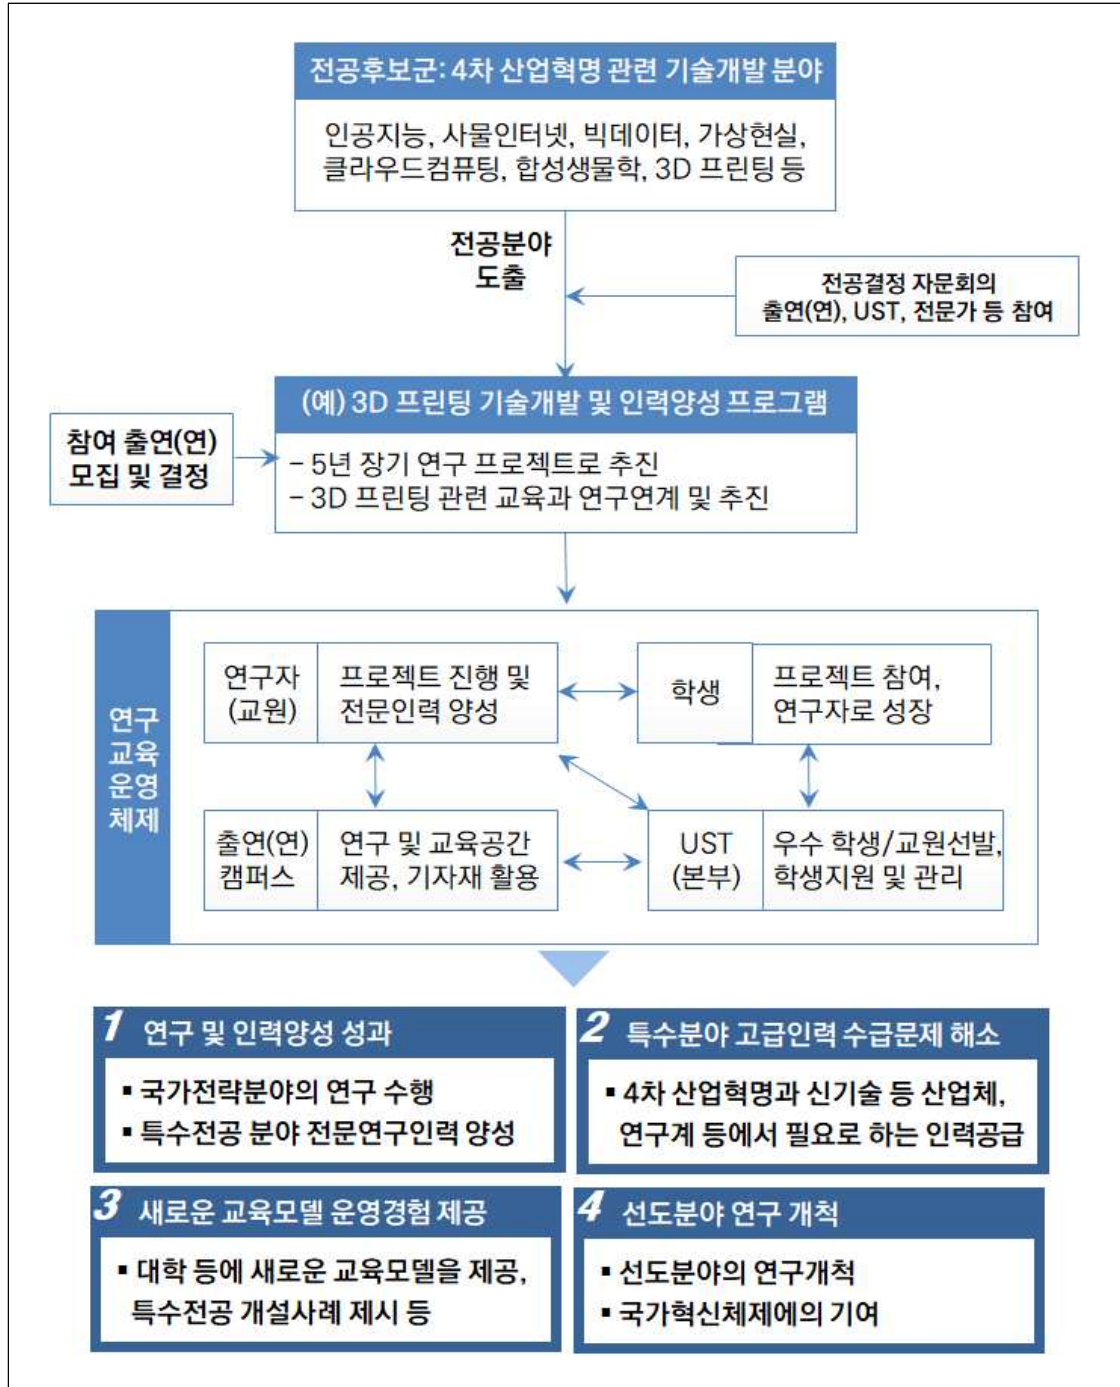 전공후보군: 4차 산업혁명 관련 기술개발 분야
인공지능, 사물인터넷, 빅데이터, 가상현실,
클라우드컴퓨팅, 합성생물학, 3D 프린팅 등
전공분야
도출
전공결정 자문회의
출연(연), UST, 전문가 등 참여
(예) 3D 프린팅 기술개발 및 인력양성 프로그램
참여 출연(연)
모집 및 결정
- 5년 장기 연구 프로젝트로 추진
- 3D 프린팅 관련 교육과 연구연계 및 추진
연구
교육
운영
체제
연구자
(교원)
프로젝트 진행 및
전문인력 양성
학생
프로젝트 참여,
연구자로 성장
출연(연)
캠퍼스
연구 및 교육공간
제공, 기자재 활용
UST
(본부)
우수 학생/교원선발,
학생지원 및 관리
1 연구 및 인력양성 성과
▪ 국가전략분야의 연구 수행
▪ 특수전공 분야 전문연구인력 양성
2 특수분야 고급인력 수급문제 해소
▪ 4차 산업혁명과 신기술 등 산업체,
연구계 등에서 필요로 하는 인력공급
3 새로운 교육모델 운영경험 제공
▪ 대학 등에 새로운 교육모델을 제공,
특수전공 개설사례 제시 등
4 선도분야 연구 개척
▪ 선도분야의 연구개척
▪ 국가혁신체제에의 기여